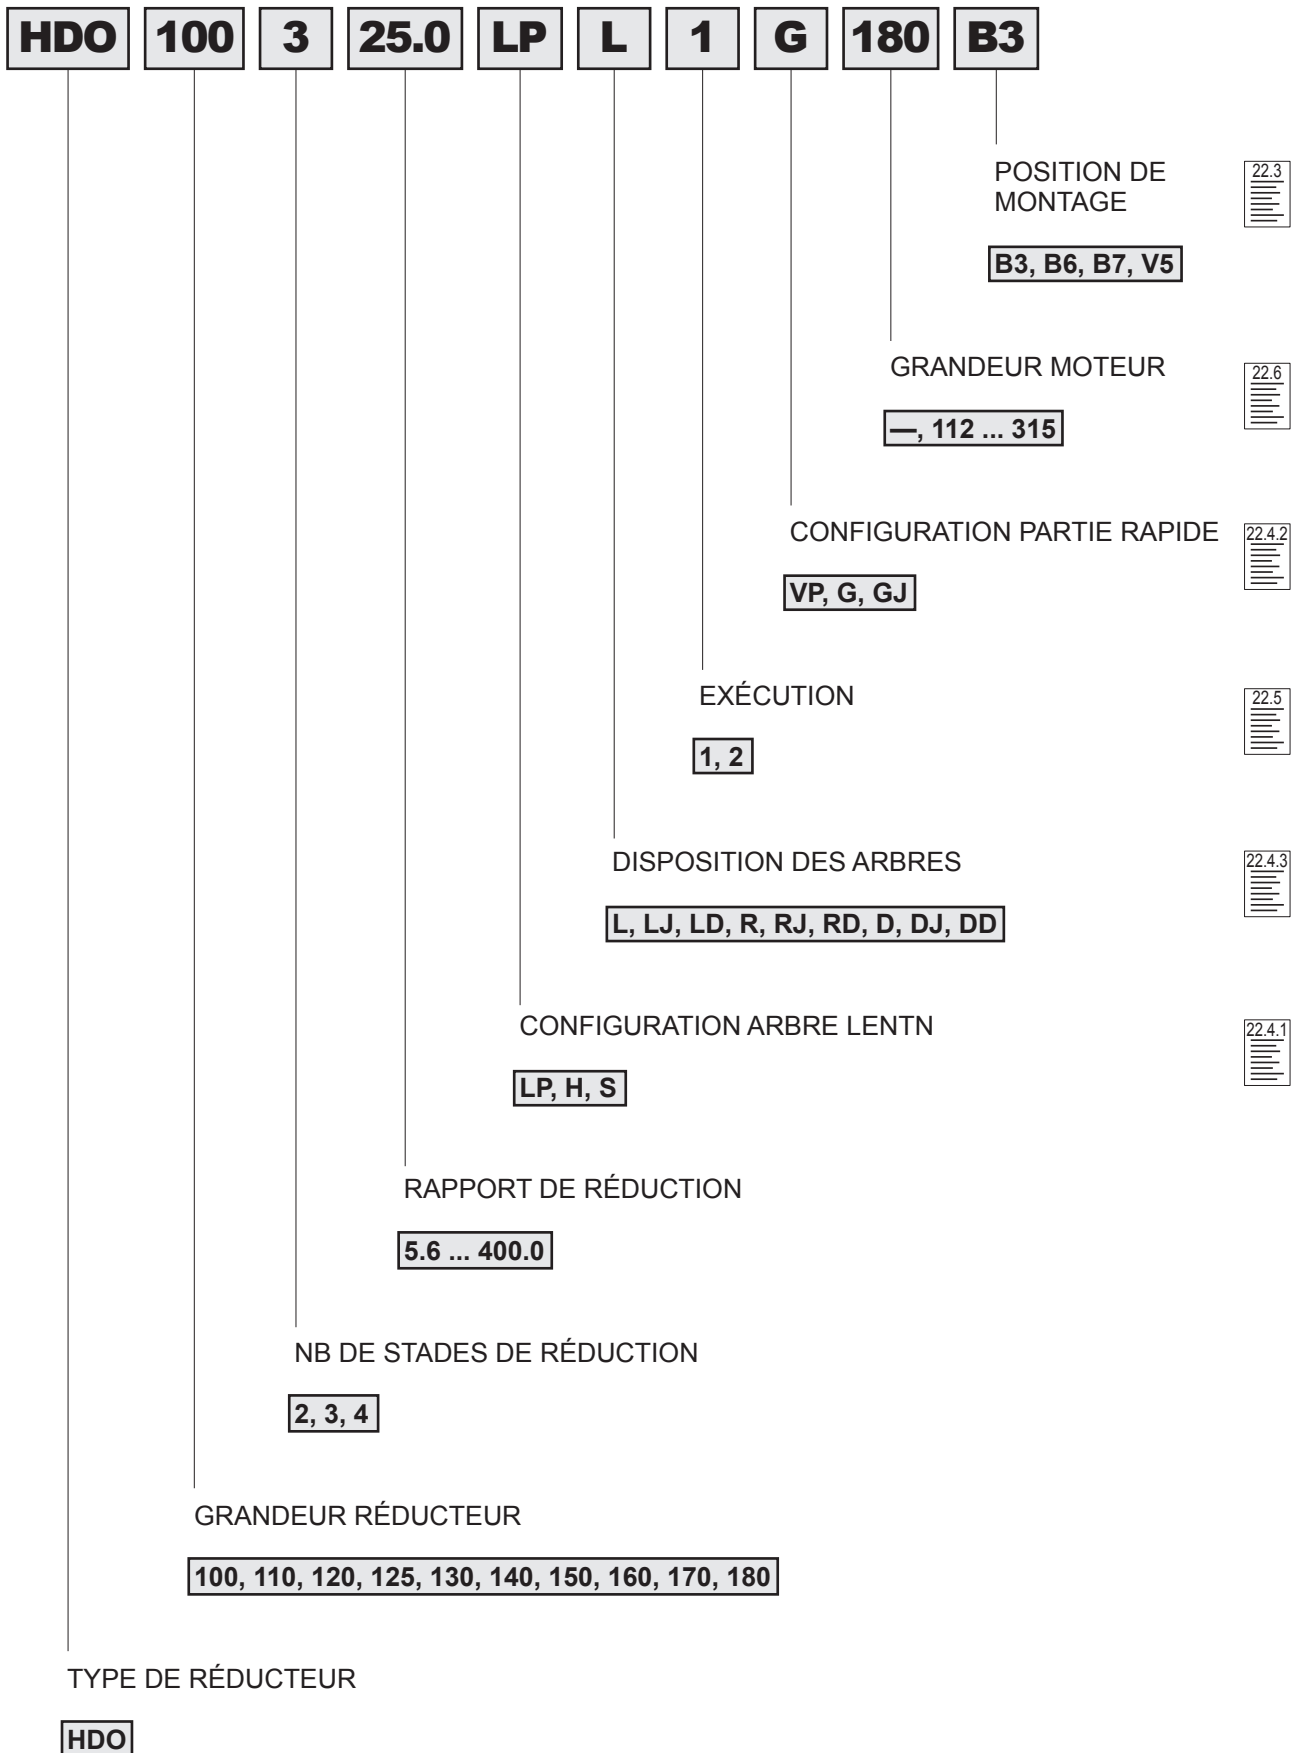 HDO 100 3 25.0 LP L 1 G 180 B3
POSITION DE
MONTAGE
22.3
B3, B6, B7, V5
GRANDEUR MOTEUR
22.6
—, 112 ... 315
CONFIGURATION PARTIE RAPIDE
22.4.2
VP, G, GJ
EXÉCUTION
22.5
1, 2
DISPOSITION DES ARBRES
22.4.3
L, LJ, LD, R, RJ, RD, D, DJ, DD
CONFIGURATION ARBRE LENTN
22.4.1
LP, H, S
RAPPORT DE RÉDUCTION
5.6 ... 400.0
NB DE STADES DE RÉDUCTION
2, 3, 4
GRANDEUR RÉDUCTEUR
100, 110, 120, 125, 130, 140, 150, 160, 170, 180
TYPE DE RÉDUCTEUR
HDO